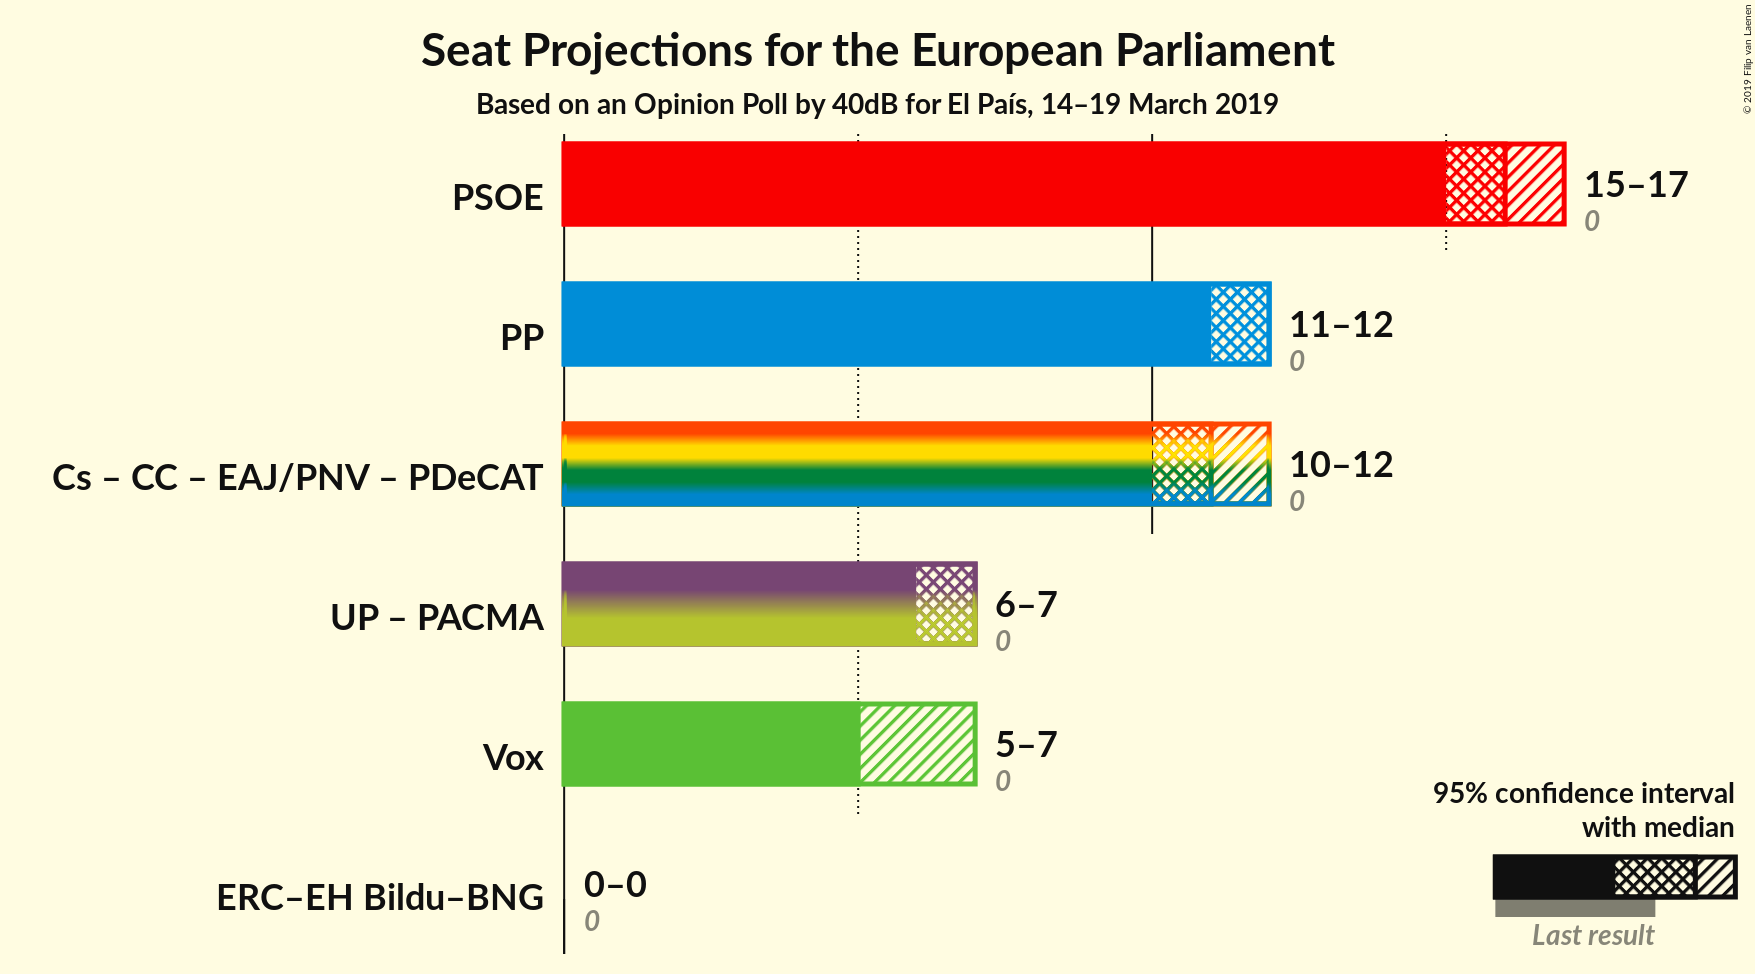 Seat Projections for the European Parliament
Based on an Opinion Poll by 40dB for El País, 14–19 March 2019
© 2019 Filip van Laenen
PSOE
15–17
0
PP
11–12
0
Cs – CC – EAJ/PNV – PDeCAT
10–12
0
UP – PACMA
6–7
0
Vox
5–7
0
ERC–EH Bildu–BNG
0–0
0
95% confidence interval
with median
Last result